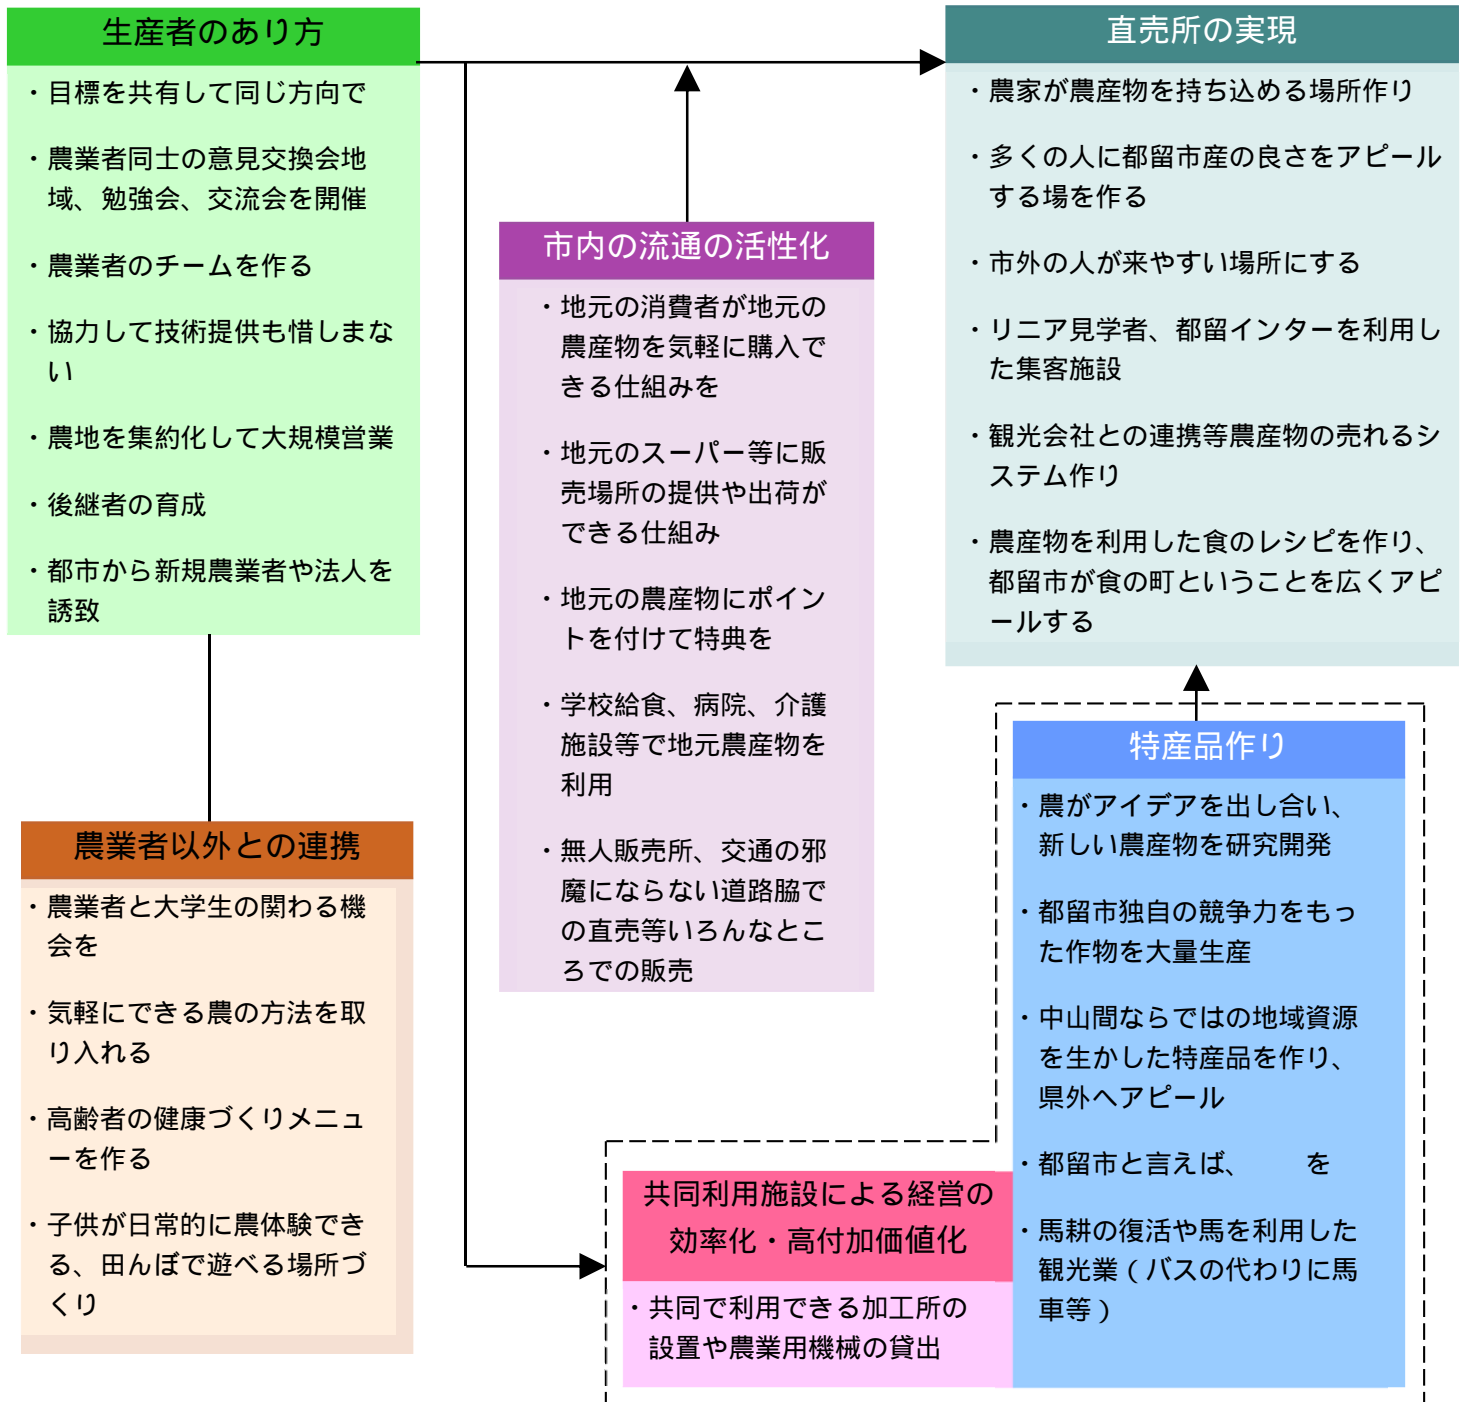 生産者のあり方
・目標を共有して同じ方向で
・農業者同士の意見交換会地
域、勉強会、交流会を開催
・農業者のチームを作る
・協力して技術提供も惜しまな
い
・農地を集約化して大規模営業
・後継者の育成
・都市から新規農業者や法人を
誘致
農業者以外との連携
・農業者と大学生の関わる機
会を
・気軽にできる農の方法を取
り入れる
・高齢者の健康づくりメニュ
ーを作る
・子供が日常的に農体験でき
る、田んぼで遊べる場所づ
くり
市内の流通の活性化
・地元の消費者が地元の
農産物を気軽に購入で
きる仕組みを
・地元のスーパー等に販
売場所の提供や出荷が
できる仕組み
・地元の農産物にポイン
トを付けて特典を
・学校給食、病院、介護
施設等で地元農産物を
利用
・無人販売所、交通の邪
魔にならない道路脇で
の直売等いろんなとこ
ろでの販売
直売所の実現
・農家が農産物を持ち込める場所作り
・多くの人に都留市産の良さをアピール
する場を作る
・市外の人が来やすい場所にする
・リニア見学者、都留インターを利用し
た集客施設
・観光会社との連携等農産物の売れるシ
ステム作り
・農産物を利用した食のレシピを作り、
都留市が食の町ということを広くアピ
ールする
特産品作り
・農がアイデアを出し合い、
新しい農産物を研究開発
・都留市独自の競争力をもっ
た作物を大量生産
・中山間ならではの地域資源
を生かした特産品を作り、
県外へアピール
・都留市と言えば、　　を
・馬耕の復活や馬を利用した
観光業（バスの代わりに馬
車等）
共同利用施設による経営の
効率化・高付加価値化
・共同で利用できる加工所の
設置や農業用機械の貸出